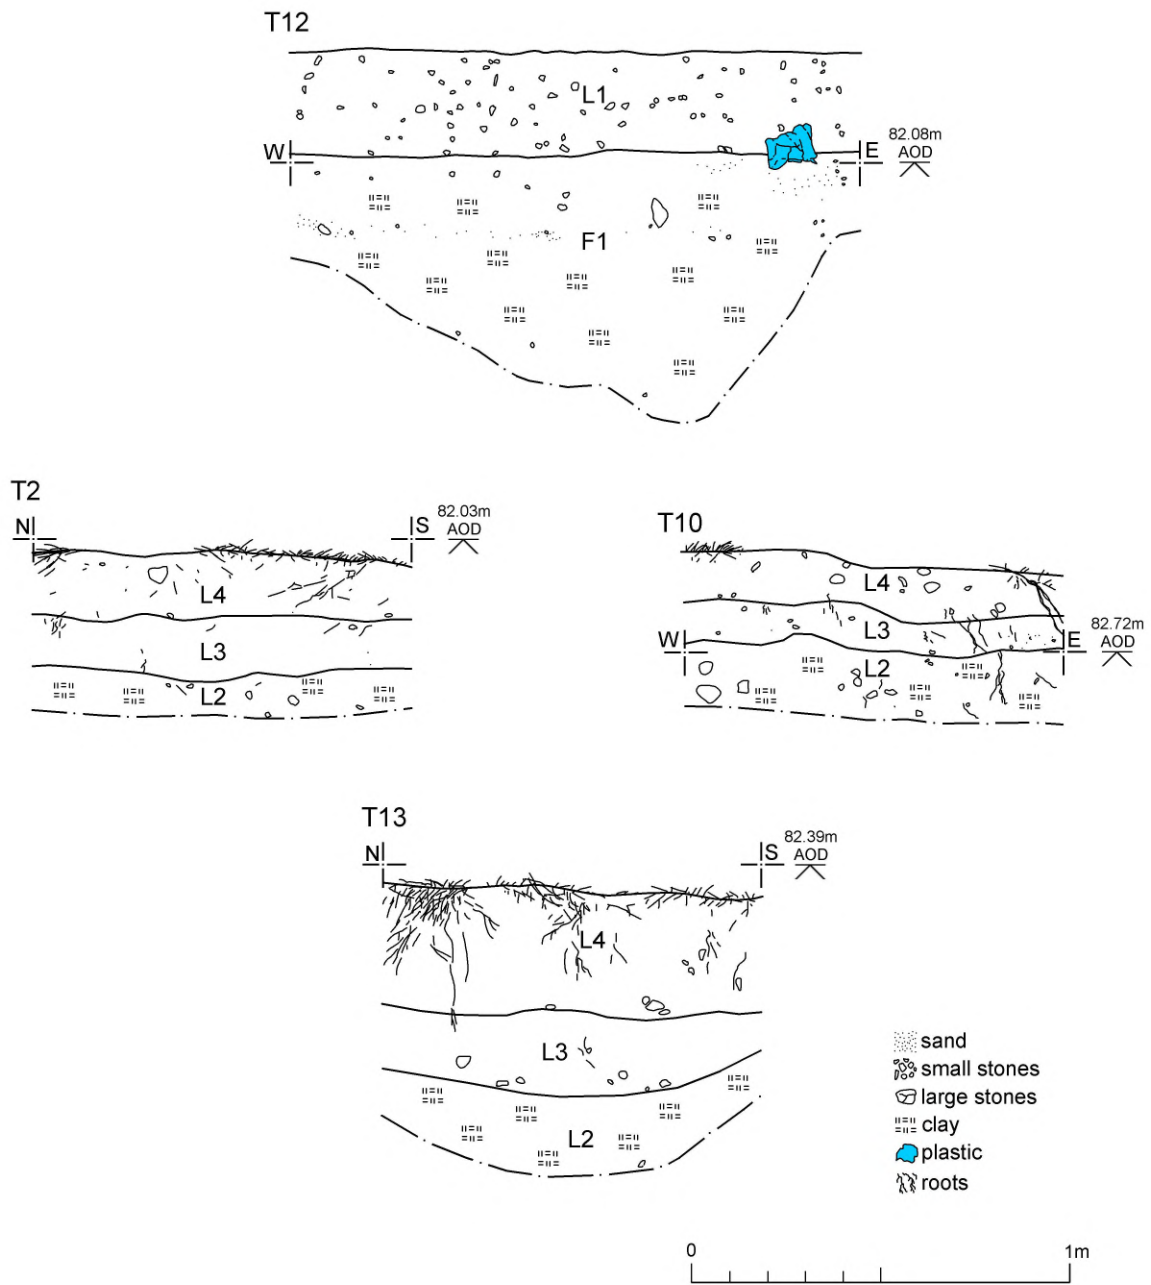 T12
L1
W
E
82.08m
AOD
F1
T2
N
S
82.03m
AOD
L4
L3
L2
T10
L4
L3
W
E
82.72m
AOD
L2
T13
N
S
82.39m
AOD
L4
L3
L2
sand
small stones
large stones
clay
plastic
roots
0
1m